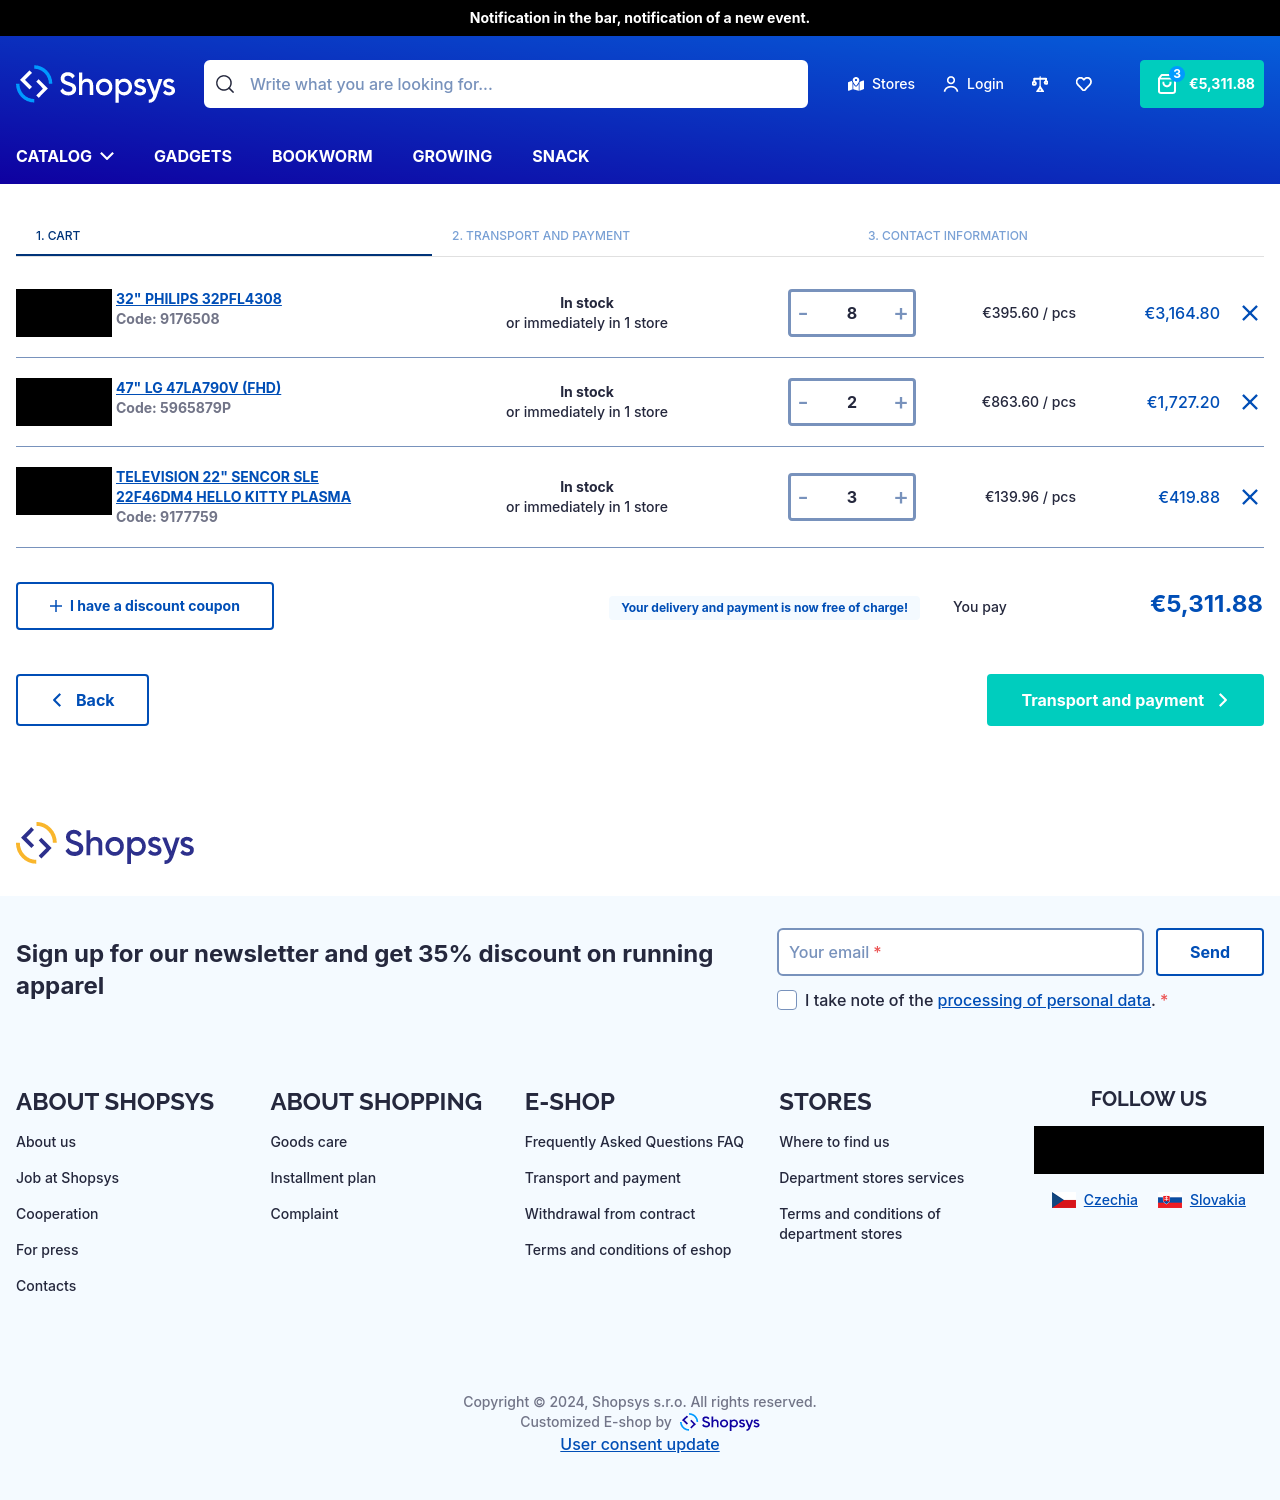 Notification in the bar, notification of a new event.
Shopsys
Write what you are looking for...
Stores
Login
3
€5,311.88
CATALOG
GADGETS
BOOKWORM
GROWING
SNACK
1. CART
2. TRANSPORT AND PAYMENT
3. CONTACT INFORMATION
32" PHILIPS 32PFL4308
Code: 9176508
In stock
or immediately in 1 store
- 8 +
€395.60 / pcs
€3,164.80
47" LG 47LA790V (FHD)
Code: 5965879P
In stock
or immediately in 1 store
- 2 +
€863.60 / pcs
€1,727.20
TELEVISION 22" SENCOR SLE
22F46DM4 HELLO KITTY PLASMA
Code: 9177759
In stock
or immediately in 1 store
- 3 +
€139.96 / pcs
€419.88
I have a discount coupon
Your delivery and payment is now free of charge!
You pay
€5,311.88
Back
Transport and payment
Shopsys
Sign up for our newsletter and get 35% discount on running
apparel
Your email *
Send
I take note of the processing of personal data. *
ABOUT SHOPSYS
About us
Job at Shopsys
Cooperation
For press
Contacts
ABOUT SHOPPING
Goods care
Installment plan
Complaint
E-SHOP
Frequently Asked Questions FAQ
Transport and payment
Withdrawal from contract
Terms and conditions of eshop
STORES
Where to find us
Department stores services
Terms and conditions of
department stores
FOLLOW US
Czechia
Slovakia
Copyright © 2024, Shopsys s.r.o. All rights reserved.
Customized E-shop by Shopsys
User consent update